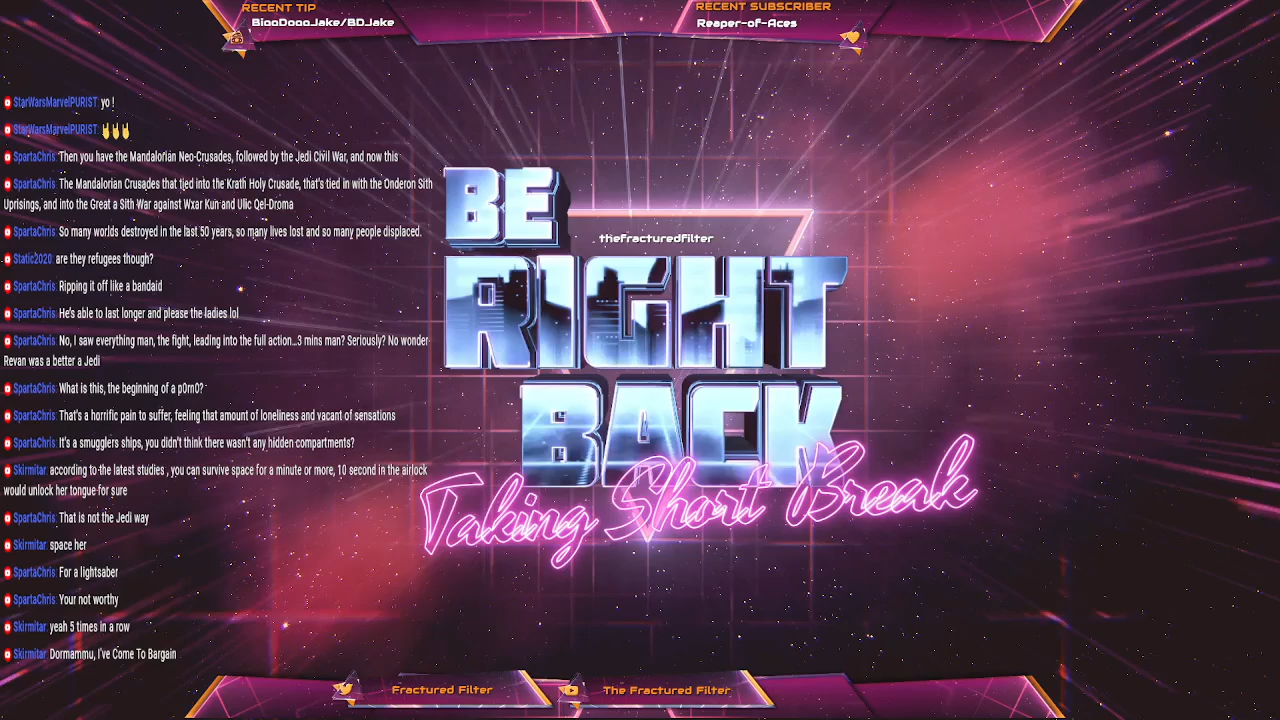 RECENT TIP
BiooDooo_Jake/BDJake
RECENT SUBSCRIBER
Reaper-of-Aces
StarWarsMarvelPURIST yo !
StarWarsMarvelPURIST
SpartaChris Then you have the Mandalorian Neo-Crusades, followed by the Jedi Civil War, and now this
SpartaChris The Mandalorian Crusades that tied into the Krath Holy Crusade, that's tied in with the Onderon Sith
Uprisings, and into the Great a Sith War against Wxar Kun and Ulic Qel-Droma
SpartaChris So many words destroyed in the last 50 years, so many lives lost and so many people displaced.
Static2020 are they refugees though?
SpartaChris Ripping it off like a bandaid
SpartaChris He's able to last longer and please the ladies lol
SpartaChris No, I saw everything man, the fight, leading into the full action...3 mins man? Seriously? No wonder
Revan was a better a Jedi
SpartaChris What is this, the beginning of a p0rn0?
SpartaChris That's a horrific pain to suffer, feeling that amount of loneliness and vacant of sensations
SpartaChris It's a smugglers ships, you didn't think there wasn't any hidden compartments?
Skirmitar according to the latest studies , you can survive space for a minute or more, 10 second in the airlock
would unlock her tongue for sure
SpartaChris That is not the Jedi way
Skirmitar space her
SpartaChris For a lightsaber
SpartaChris Your not worthy
Skirmitar yeah 5 times in a row
Skirmitar Dormammu, I've Come To Bargain
BE
theFracturedFilter
RIGHT
BACK
Taking Short Break
Fractured Filter
The Fractured Filter